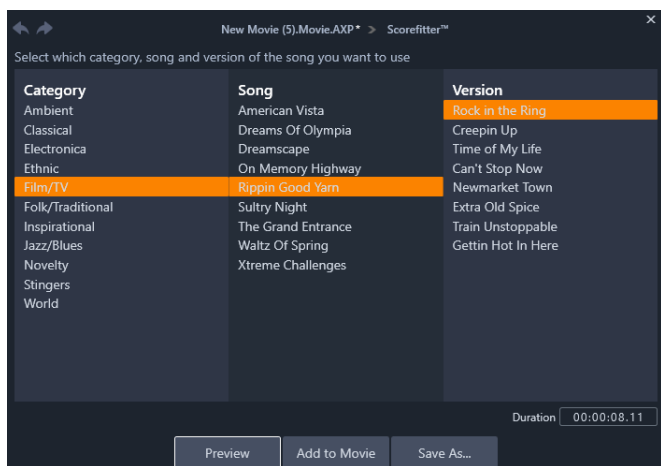 New Movie (5).Movie.AXP* > Scorefitter™
Select which category, song and version of the song you want to use
Category
Ambient
Classical
Electronica
Ethnic
Film/TV
Folk/Traditional
Inspirational
Jazz/Blues
Novelty
Stingers
World
Song
American Vista
Dreams Of Olympia
Dreamscape
On Memory Highway
Rippin Good Yarn
Sultry Night
The Grand Entrance
Waltz Of Spring
Xtreme Challenges
Version
Rock in the Ring
Creepin Up
Time of My Life
Can't Stop Now
Newmarket Town
Extra Old Spice
Train Unstoppable
Gettin Hot In Here
Duration 00:00:08.11
Preview Add to Movie Save As...